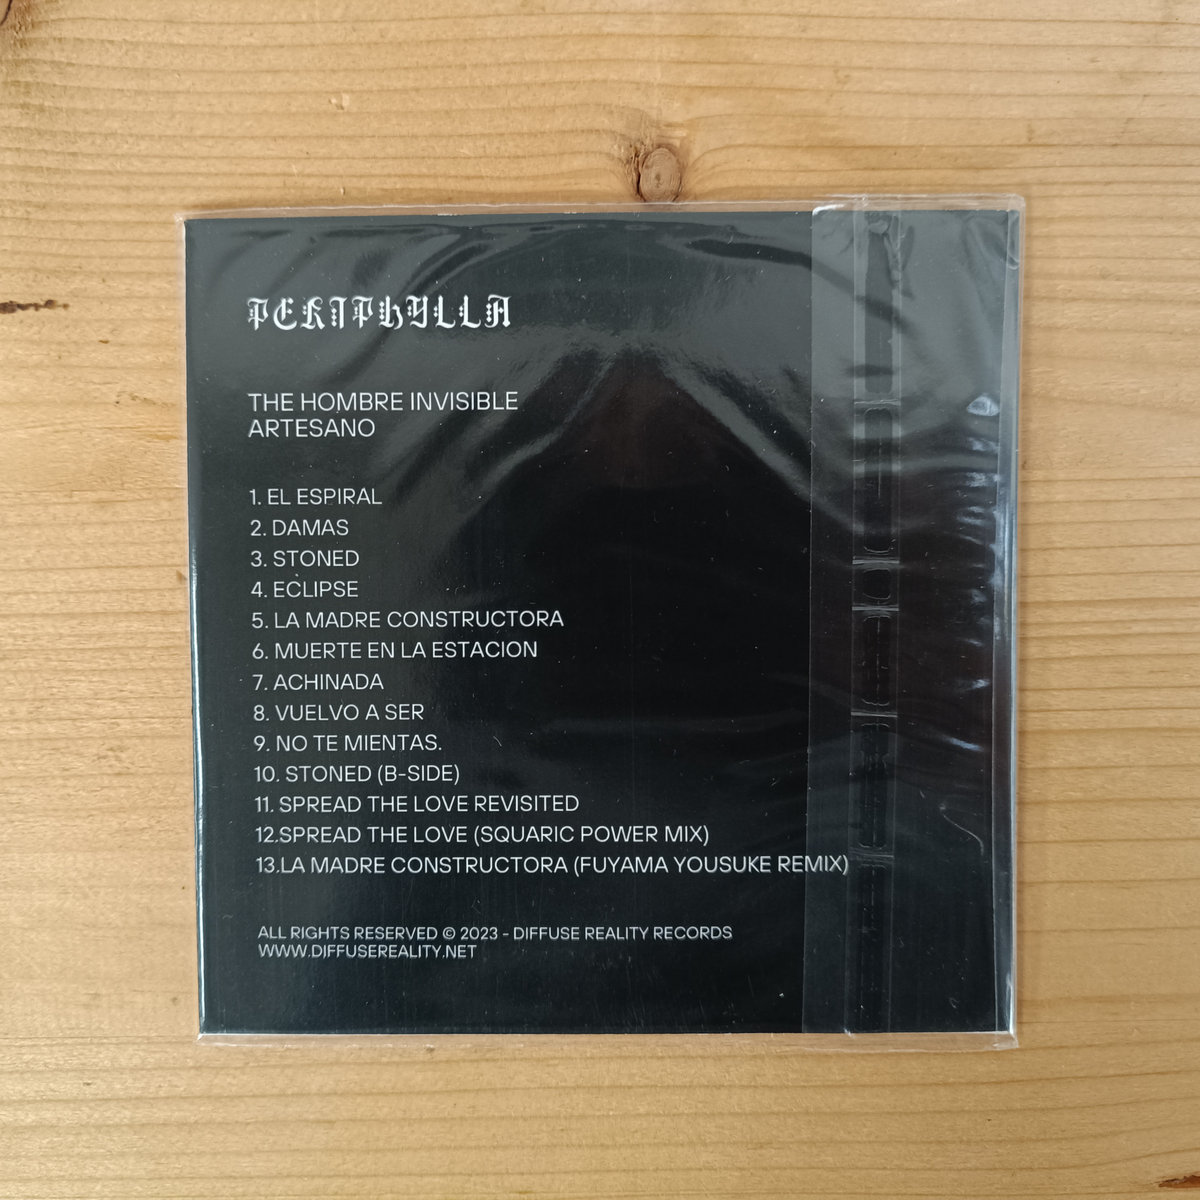 PERIPHYLLA
THE HOMBRE INVISIBLE
ARTESANO
1. EL ESPIRAL
2. DAMAS
3. STONED
4. ECLIPSE
5. LA MADRE CONSTRUCTORA
6. MUERTE EN LA ESTACION
7. ACHINADA
8. VUELVO A SER
9. NO TE MIENTAS.
10. STONED (B-SIDE)
11. SPREAD THE LOVE REVISITED
12.SPREAD THE LOVE (SQUARIC POWER MIX)
13.LA MADRE CONSTRUCTORA (FUYAMA YOUSUKE REMIX)
ALL RIGHTS RESERVED © 2023 - DIFFUSE REALITY RECORDS
WWW.DIFFUSEREALITY.NET